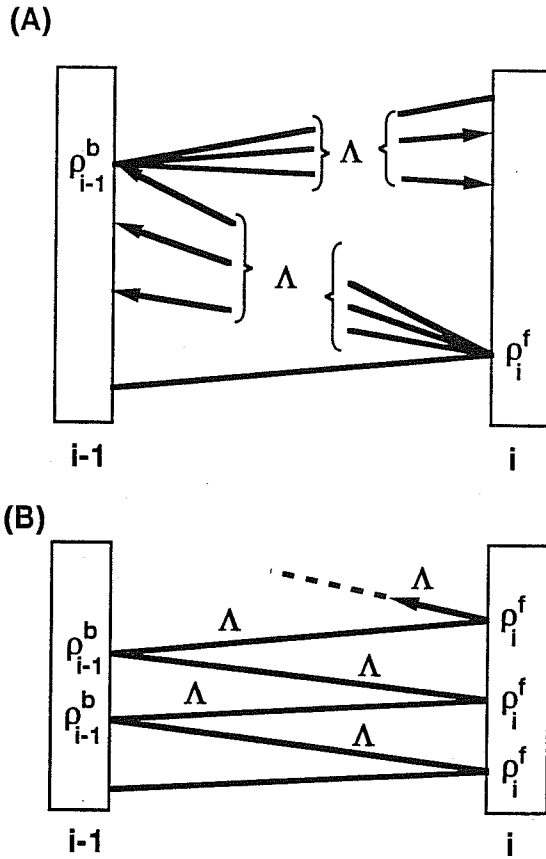 (A)
ρ^b_{i-1}
Λ
Λ
ρ^f_i
i-1
i
(B)
Λ
Λ
ρ^f_i
ρ^b_{i-1}
Λ
Λ
ρ^f_i
ρ^b_{i-1}
Λ
ρ^f_i
i-1
i